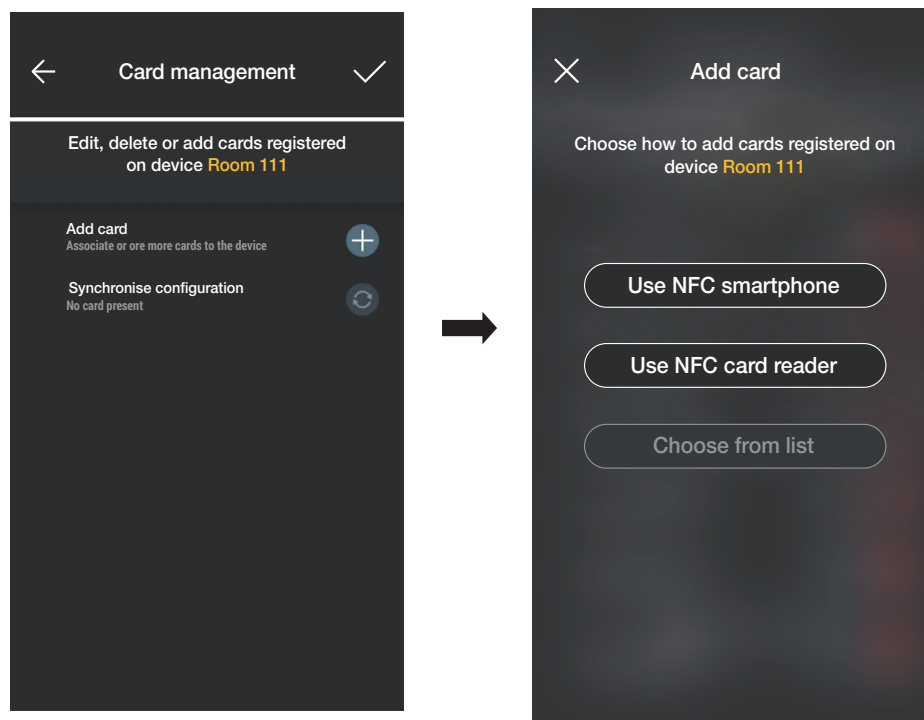 Card management
Edit, delete or add cards registered
on device Room 111
Add card
Associate or ore more cards to the device
Synchronise configuration
No card present
Add card
Choose how to add cards registered on
device Room 111
Use NFC smartphone
Use NFC card reader
Choose from list